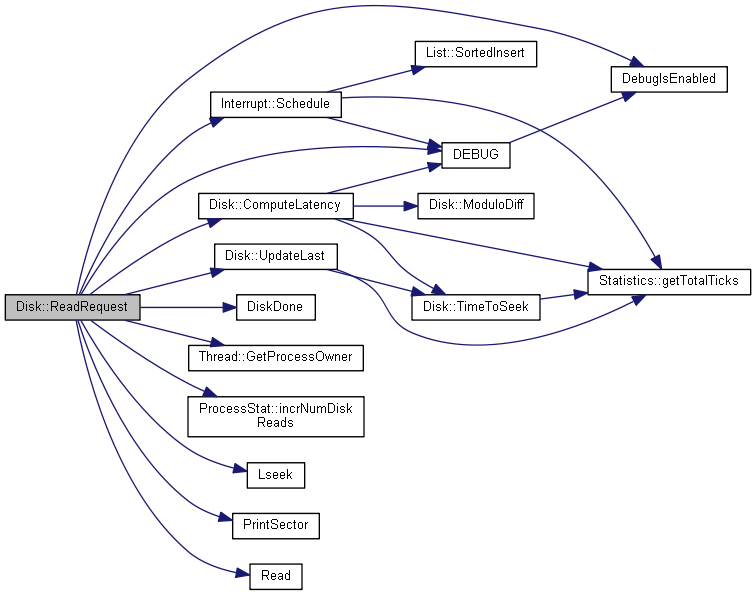 List::SortedInsert
DebugIsEnabled
Interrupt::Schedule
DEBUG
Disk::ComputeLatency
Disk::ModuloDiff
Disk::UpdateLast
Statistics::getTotalTicks
Disk::ReadRequest
DiskDone
Disk::TimeToSeek
Thread::GetProcessOwner
ProcessStat::incrNumDisk
Reads
Lseek
PrintSector
Read